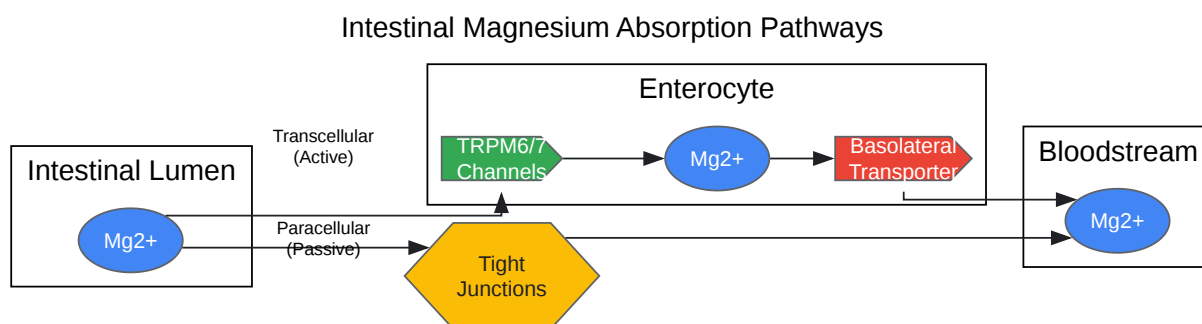 Intestinal Magnesium Absorption Pathways
Enterocyte
Transcellular
(Active)
TRPM6/7
Channels
Mg2+
Basolateral
Transporter
Intestinal Lumen
Mg2+
Bloodstream
Mg2+
Paracellular
(Passive)
Tight
Junctions